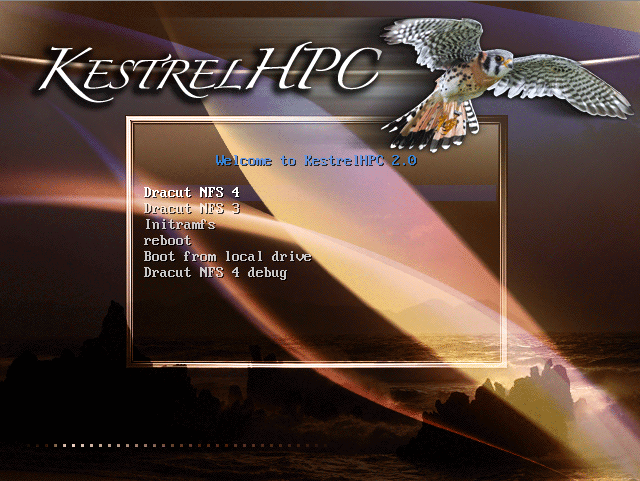 KESTRELHPC
Welcome to KestrelHPC 2.0
Dracut NFS 4
Dracut NFS 3
Initramfs
reboot
Boot from local drive
Dracut NFS 4 debug